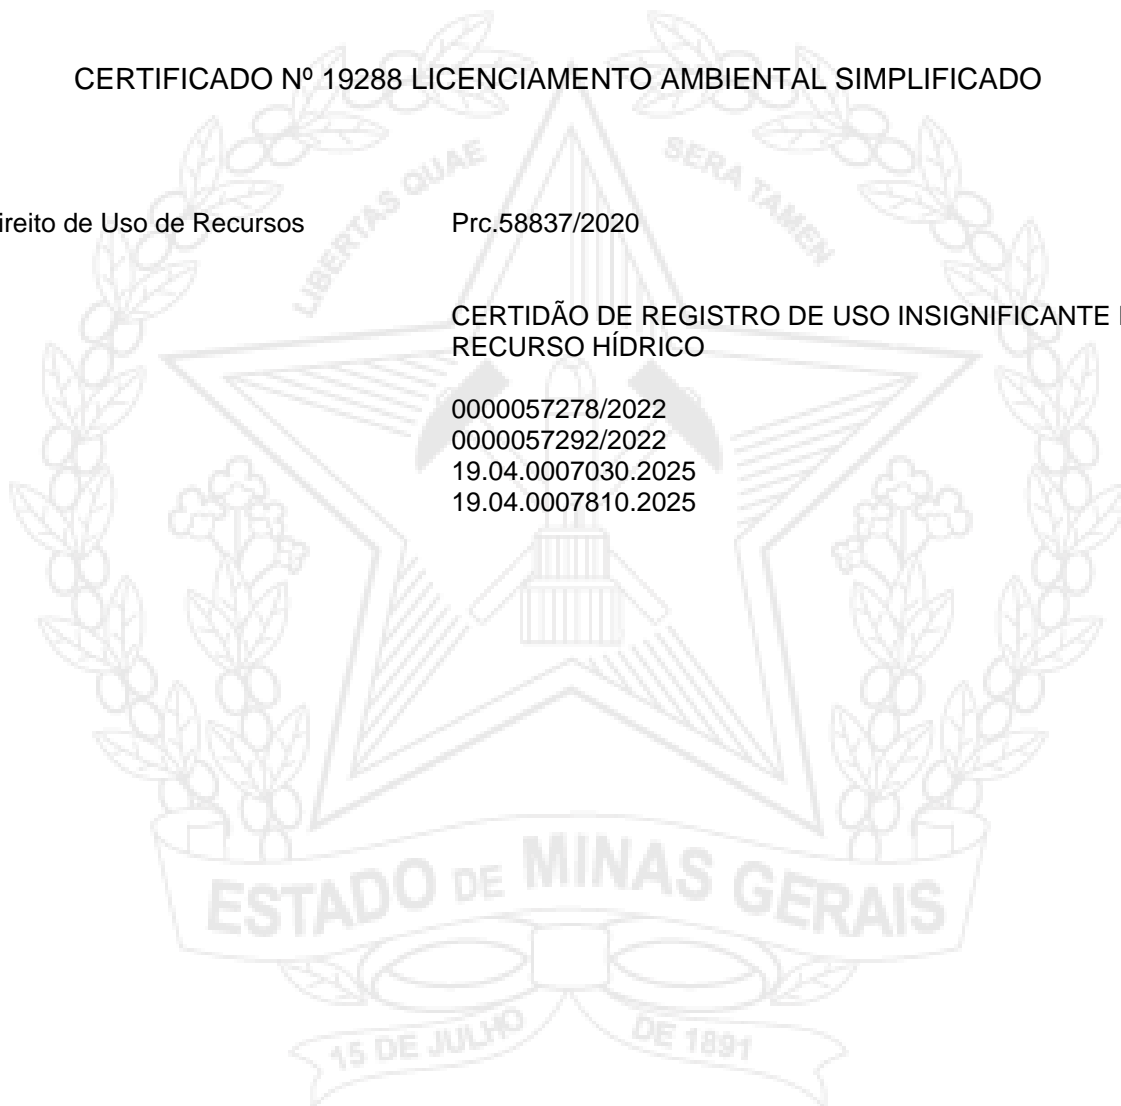 CERTIFICADO Nº 19288 LICENCIAMENTO AMBIENTAL SIMPLIFICADO
LIBERTAS QUAE SERA TAMEN
ireito de Uso de Recursos Prc.58837/2020
CERTIDÃO DE REGISTRO DE USO INSIGNIFICANTE
RECURSO HÍDRICO
0000057278/2022
0000057292/2022
19.04.0007030.2025
19.04.0007810.2025
ESTADO DE MINAS GERAIS
15 DE JULHO DE 1891